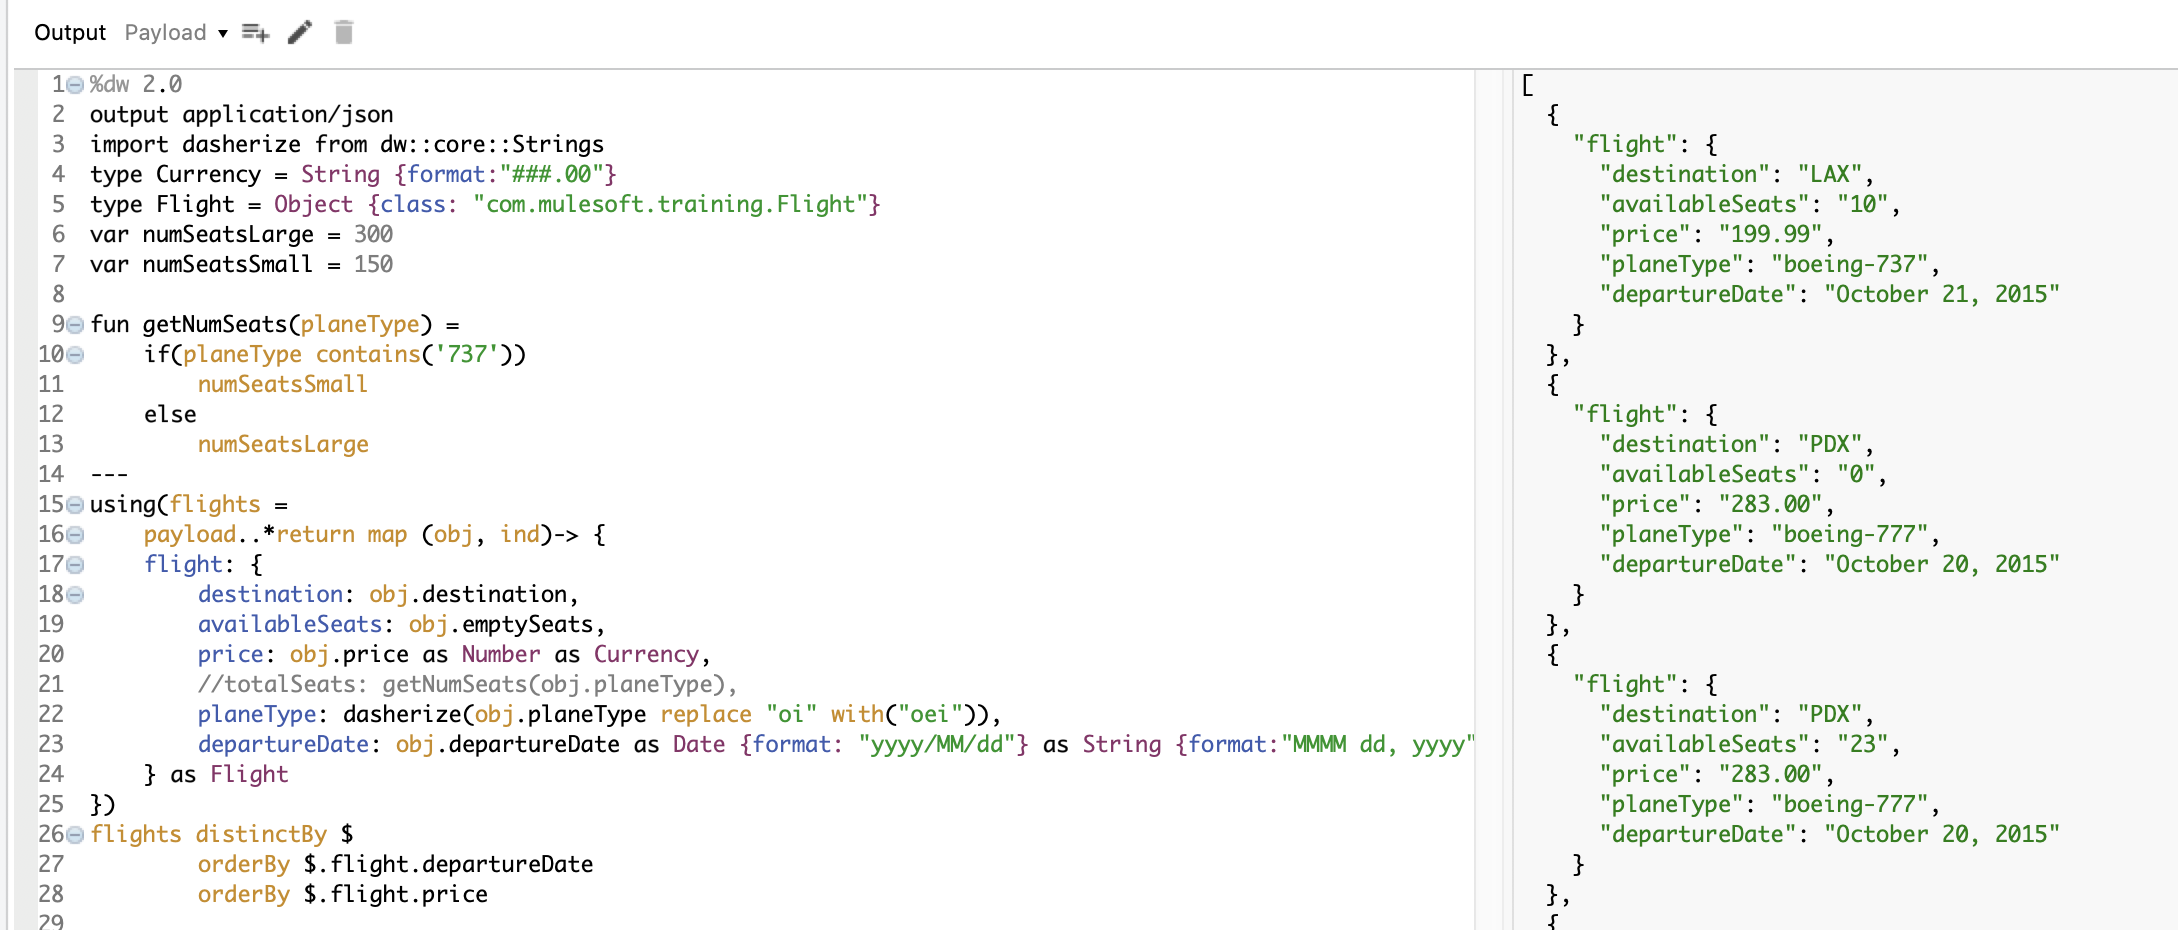 Output Payload
1 %dw 2.0
2 output application/json
3 import dasherize from dw::core::Strings
4 type Currency = String {format:"###.00"}
5 type Flight = Object {class: "com.mulesoft.training.Flight"}
6 var numSeatsLarge = 300
7 var numSeatsSmall = 150
8
9 fun getNumSeats(planeType) =
10 if(planeType contains('737'))
11 numSeatsSmall
12 else
13 numSeatsLarge
14 ---
15 using(flights =
16 payload..*return map (obj, ind)-> {
17 flight: {
18 destination: obj.destination,
19 availableSeats: obj.emptySeats,
20 price: obj.price as Number as Currency,
21 //totalSeats: getNumSeats(obj.planeType),
22 planeType: dasherize(obj.planeType replace "oi" with("oei")),
23 departureDate: obj.departureDate as Date {format: "yyyy/MM/dd"} as String {format:"MMMM dd, yyyy"
24 } as Flight
25 })
26 flights distinctBy $
27 orderBy $.flight.departureDate
28 orderBy $.flight.price
29
[
{
"flight": {
"destination": "LAX",
"availableSeats": "10",
"price": "199.99",
"planeType": "boeing-737",
"departureDate": "October 21, 2015"
}
},
{
"flight": {
"destination": "PDX",
"availableSeats": "0",
"price": "283.00",
"planeType": "boeing-777",
"departureDate": "October 20, 2015"
}
},
{
"flight": {
"destination": "PDX",
"availableSeats": "23",
"price": "283.00",
"planeType": "boeing-777",
"departureDate": "October 20, 2015"
}
},
{